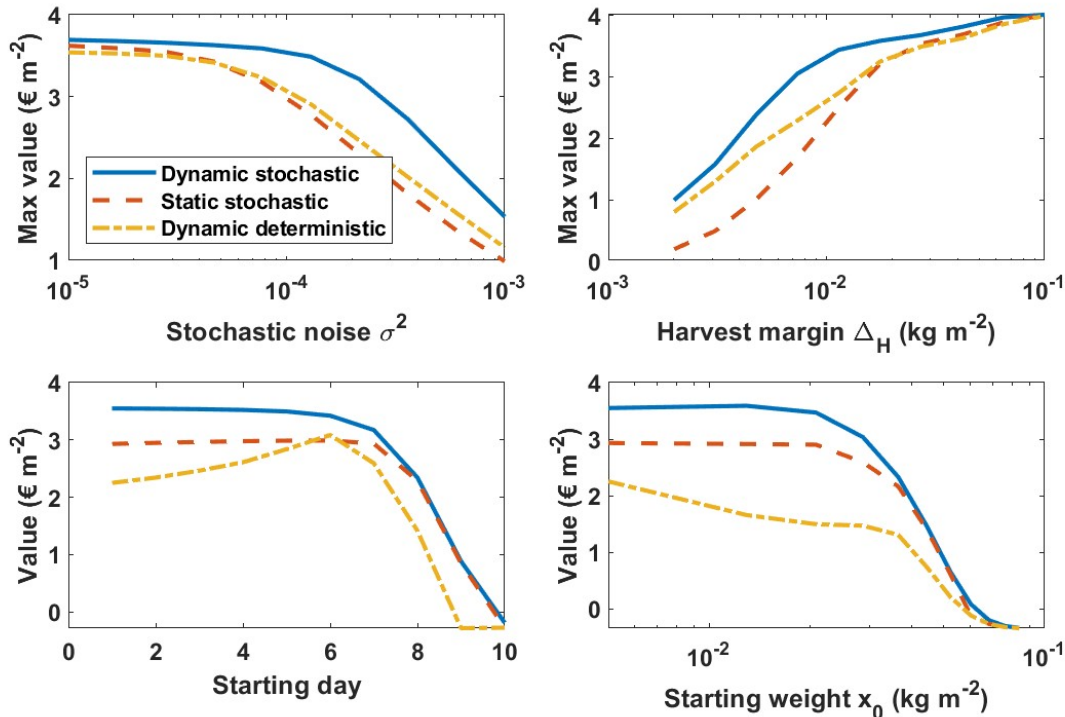 4
3
2
1
Max value (€ m⁻²)
Dynamic stochastic
Static stochastic
Dynamic deterministic
10⁻⁵
10⁻⁴
10⁻³
Stochastic noise σ²
4
3
2
1
0
Max value (€ m⁻²)
10⁻³
10⁻²
10⁻¹
Harvest margin Δ_H (kg m⁻²)
4
3
2
1
0
Value (€ m⁻²)
0 2 4 6 8 10
Starting day
4
3
2
1
0
Value (€ m⁻²)
10⁻²
10⁻¹
Starting weight x₀ (kg m⁻²)